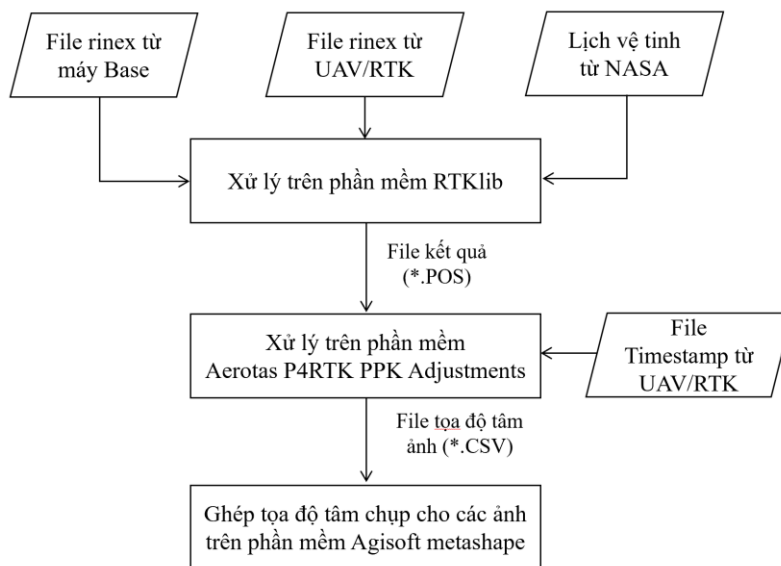 File rinex từ
máy Base
File rinex từ
UAV/RTK
Lịch vệ tinh
từ NASA
Xử lý trên phần mềm RTKlib
File kết quả
(*.POS)
Xử lý trên phần mềm
Aerotas P4RTK PPK Adjustments
File
Timestamp từ
UAV/RTK
File tọa độ tâm
ảnh (*.CSV)
Ghép tọa độ tâm chụp cho các ảnh
trên phần mềm Agisoft metashape